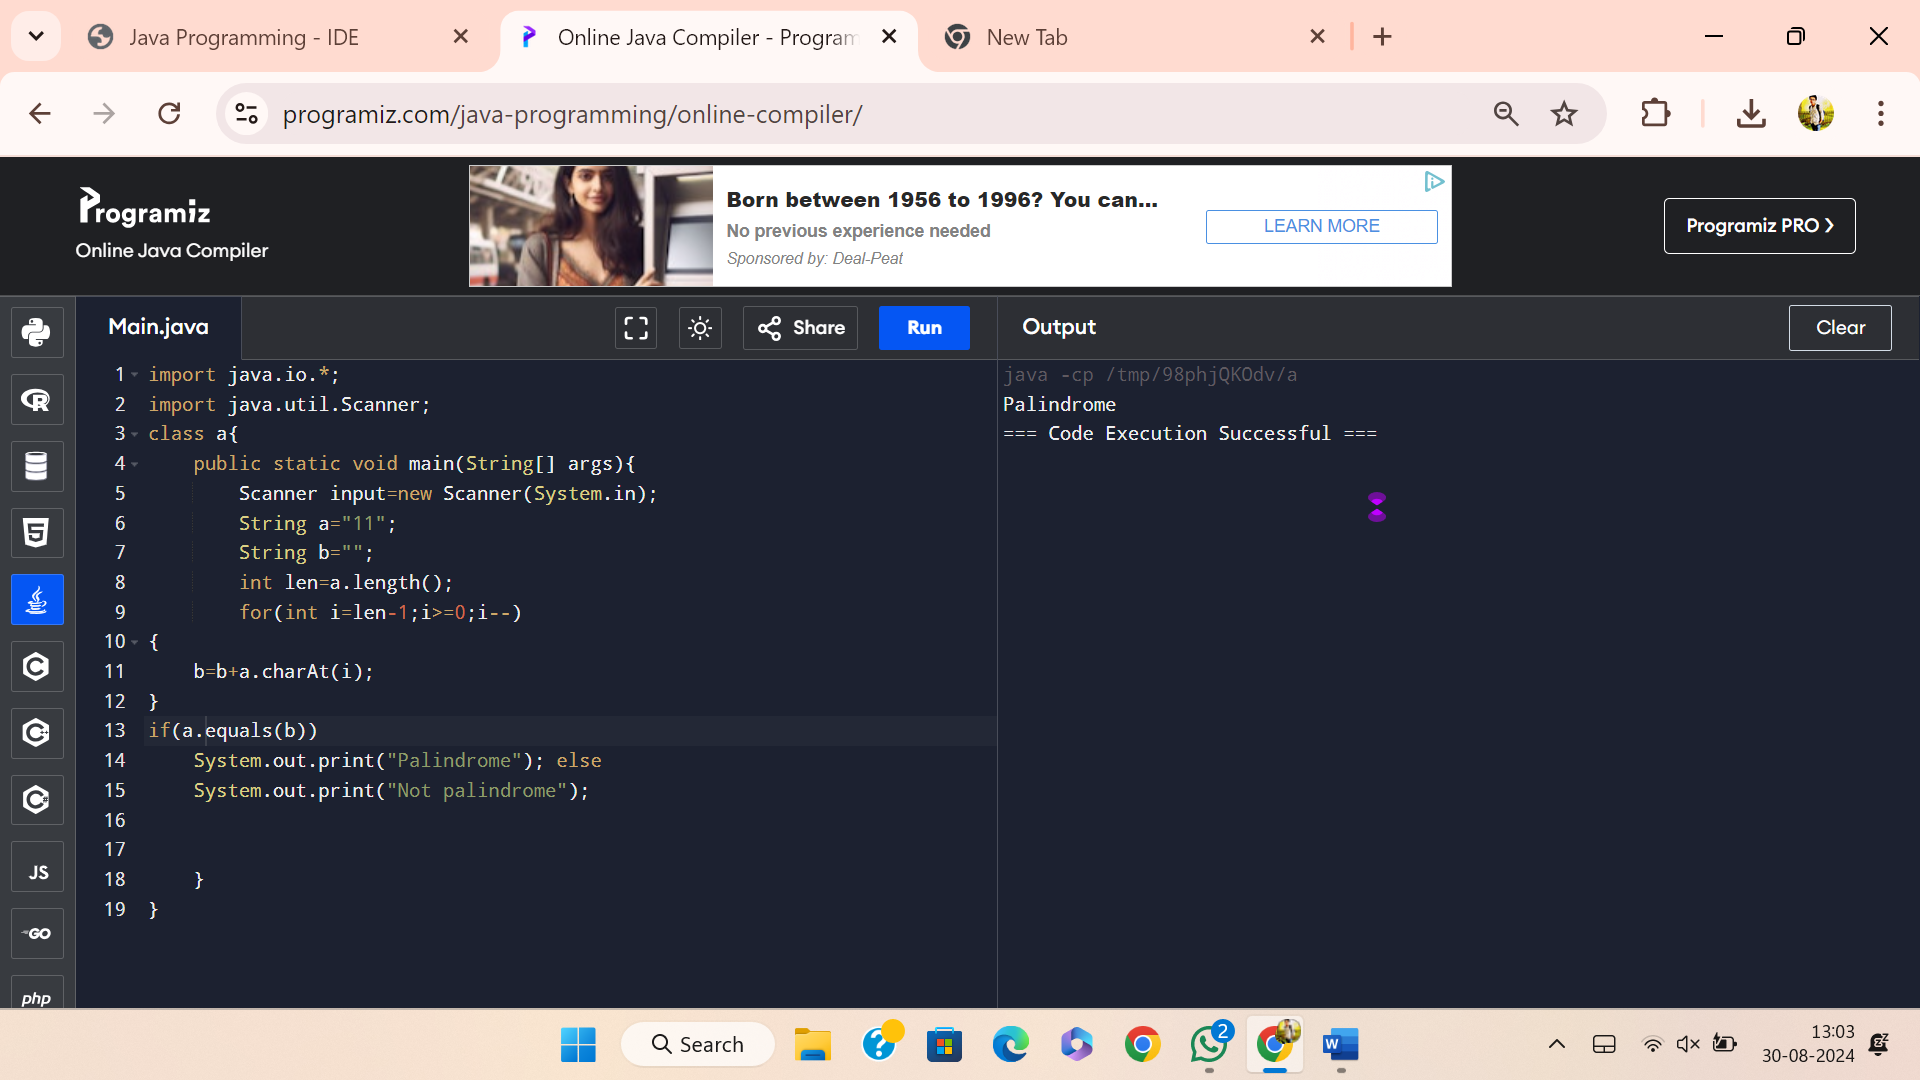 Java Programming - IDE
Online Java Compiler - Program
New Tab
programiz.com/java-programming/online-compiler/
Programiz
Online Java Compiler
Born between 1956 to 1996? You can...
No previous experience needed
Sponsored by: Deal-Peat
LEARN MORE
Programiz PRO ❯
Main.java
Share
Run
Output
Clear
1 import java.io.*;
2 import java.util.Scanner;
3 class a{
4 public static void main(String[] args){
5 Scanner input=new Scanner(System.in);
6 String a="11";
7 String b="";
8 int len=a.length();
9 for(int i=len-1;i>=0;i--)
10 {
11 b=b+a.charAt(i);
12 }
13 if(a.equals(b))
14 System.out.print("Palindrome"); else
15 System.out.print("Not palindrome");
16
17
18 }
19 }
java -cp /tmp/98phjQKOdv/a
Palindrome
=== Code Execution Successful ===
R
5
C
C++
C#
JS
GO
php
Search
2
W
13:03
30-08-2024